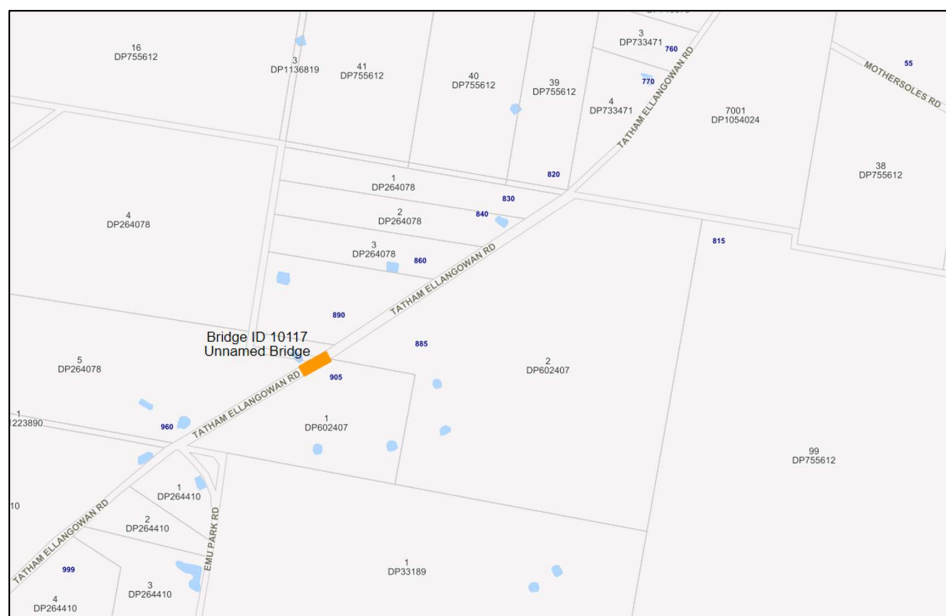 3
DP733471
760
16
DP755612
3
DP1136819
41
DP755612
40
DP755612
39
DP755612
770
4
DP733471
TATHAM ELLANGOWAN RD
7001
DP1054024
55
MOTHERSOLES RD
38
DP755612
820
1
DP264078
830
840
2
DP264078
4
DP264078
3
DP264078
860
TATHAM ELLANGOWAN RD
815
890
885
Bridge ID 10117
Unnamed Bridge
5
DP264078
905
2
DP602407
TATHAM ELLANGOWAN RD
1
223890
960
1
DP602407
99
DP755612
1
DP264410
10
2
DP264410
EMU PARK RD
TATHAM ELLANGOWAN RD
999
3
DP264410
4
DP264410
1
DP33189